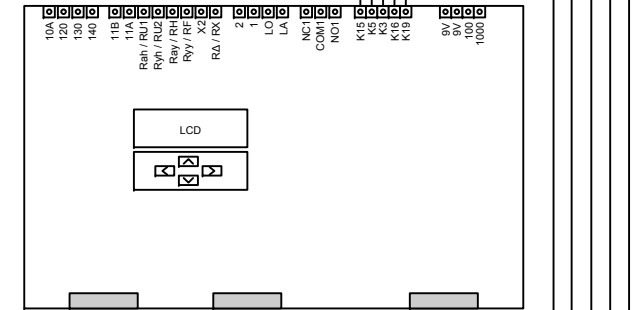 10A
120
130
140
11B
11A
Rah / RU1
Ryh / RU2
Ray / RH
Ryy / RF
X2
RΔ / RX
2
1
LO
LA
NC1
COM1
NO1
K15
K5
K3
K16
K19
9V
9V
100
1000
LCD